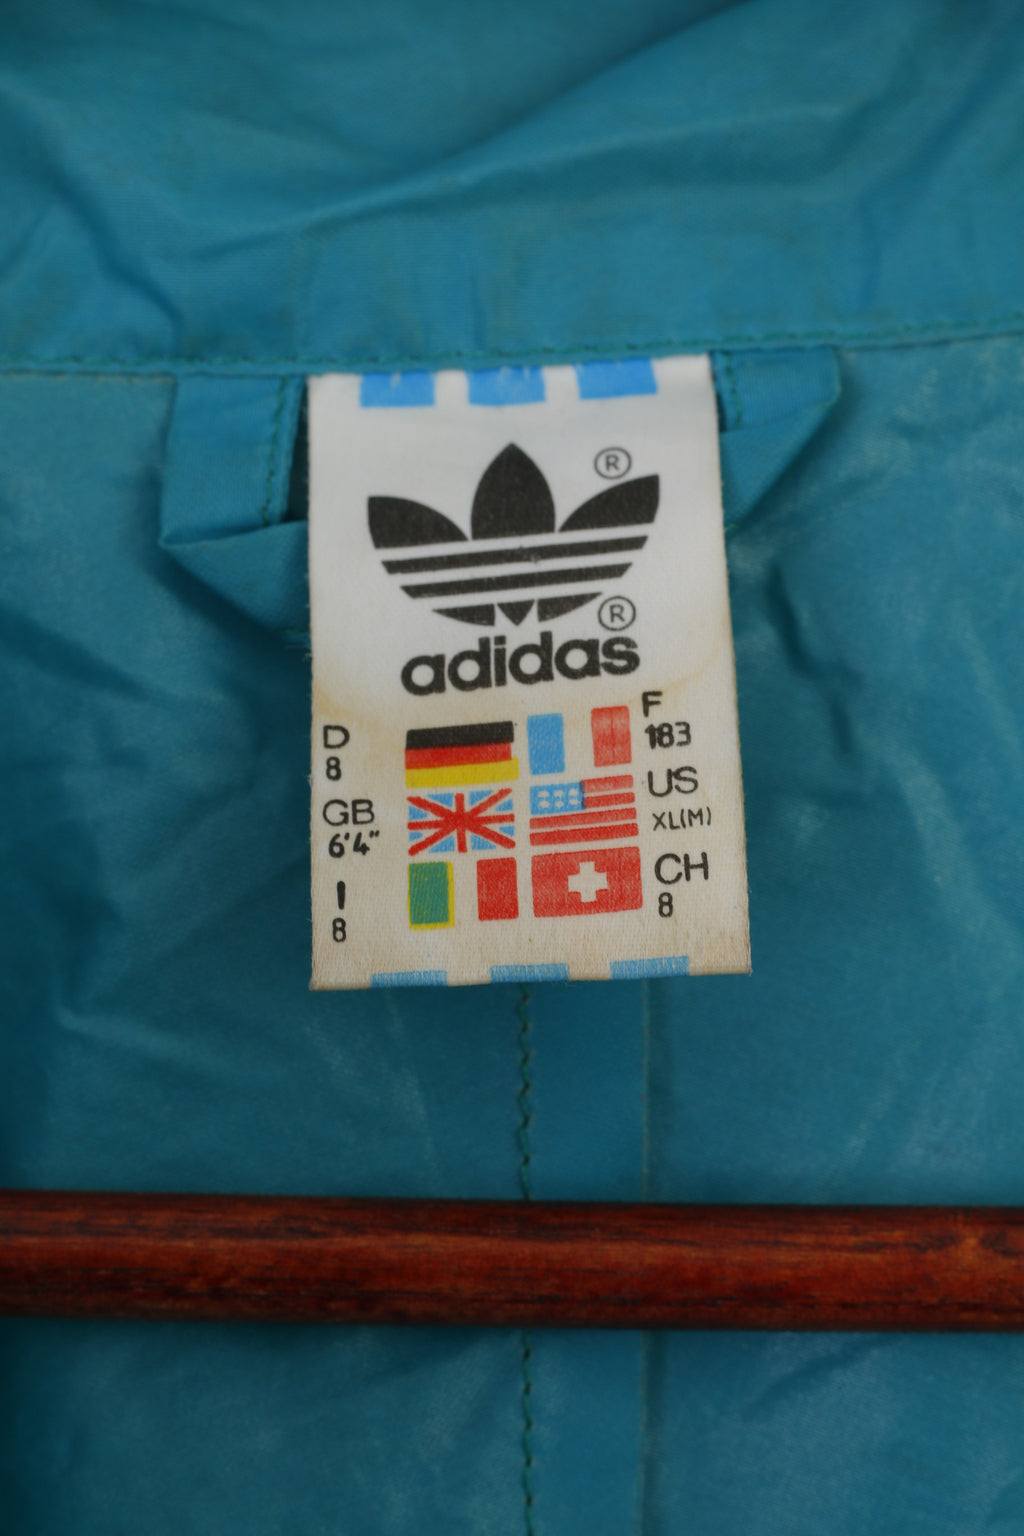 ®
®
adidas
D
8
GB
6'4"
I
8
F
183
US
XL(M)
CH
8